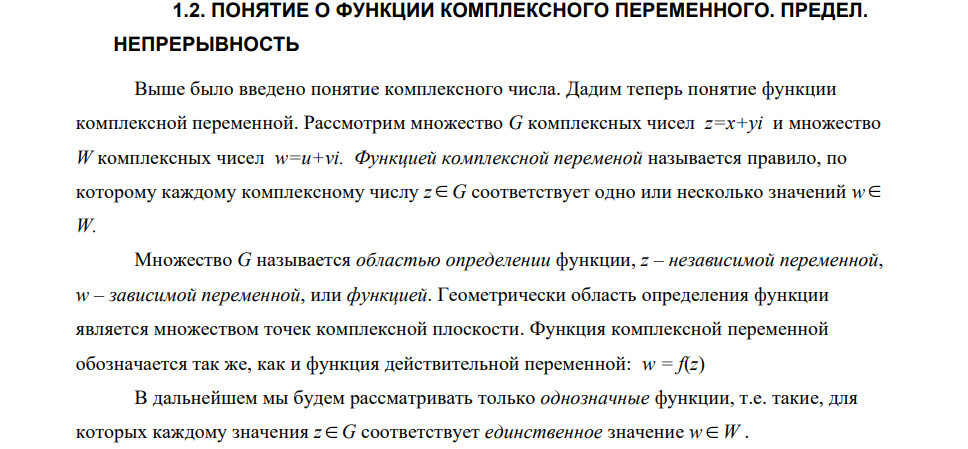 1.2. ПОНЯТИЕ О ФУНКЦИИ КОМПЛЕКСНОГО ПЕРЕМЕННОГО. ПРЕДЕЛ.
НЕПРЕРЫВНОСТЬ
Выше было введено понятие комплексного числа. Дадим теперь понятие функции
комплексной переменной. Рассмотрим множество G комплексных чисел z=x+yi и множество
W комплексных чисел w=u+vi. Функцией комплексной переменой называется правило, по
которому каждому комплексному числу z∈G соответствует одно или несколько значений w∈
W.
Множество G называется областью определении функции, z – независимой переменной,
w – зависимой переменной, или функцией. Геометрически область определения функции
является множеством точек комплексной плоскости. Функция комплексной переменной
обозначается так же, как и функция действительной переменной: w = f(z)
В дальнейшем мы будем рассматривать только однозначные функции, т.е. такие, для
которых каждому значения z∈G соответствует единственное значение w∈W .